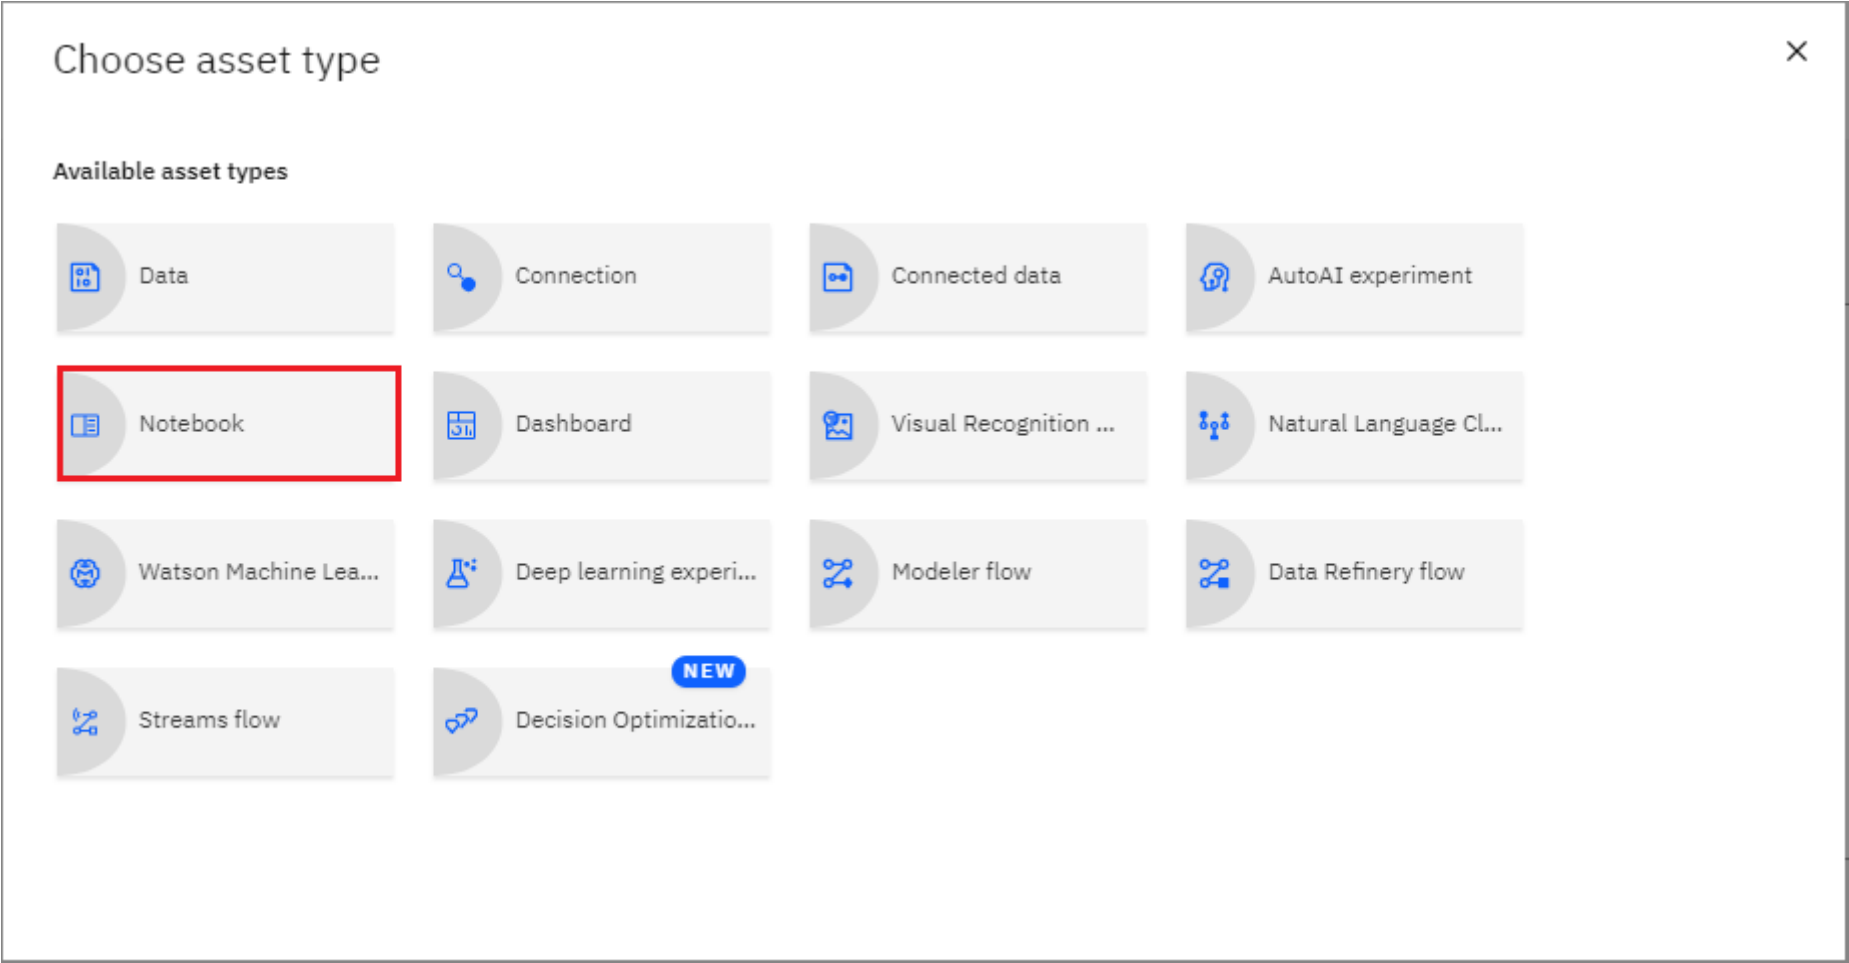 Choose asset type
Available asset types
Data
Connection
Connected data
AutoAI experiment
Notebook
Dashboard
Visual Recognition ...
Natural Language Cl...
Watson Machine Lea...
Deep learning experi...
Modeler flow
Data Refinery flow
NEW
Streams flow
Decision Optimizatio...